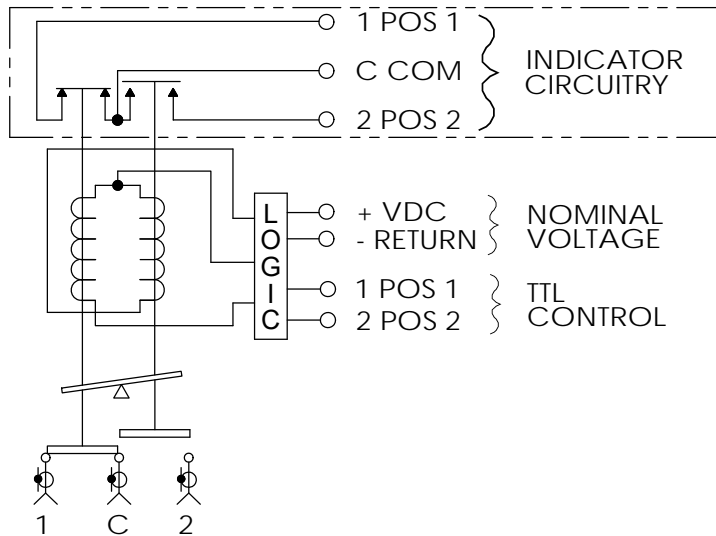 1 POS 1
C COM
2 POS 2
INDICATOR
CIRCUITRY
LOGIC
+ VDC
- RETURN
NOMINAL
VOLTAGE
1 POS 1
2 POS 2
TTL
CONTROL
1 C 2